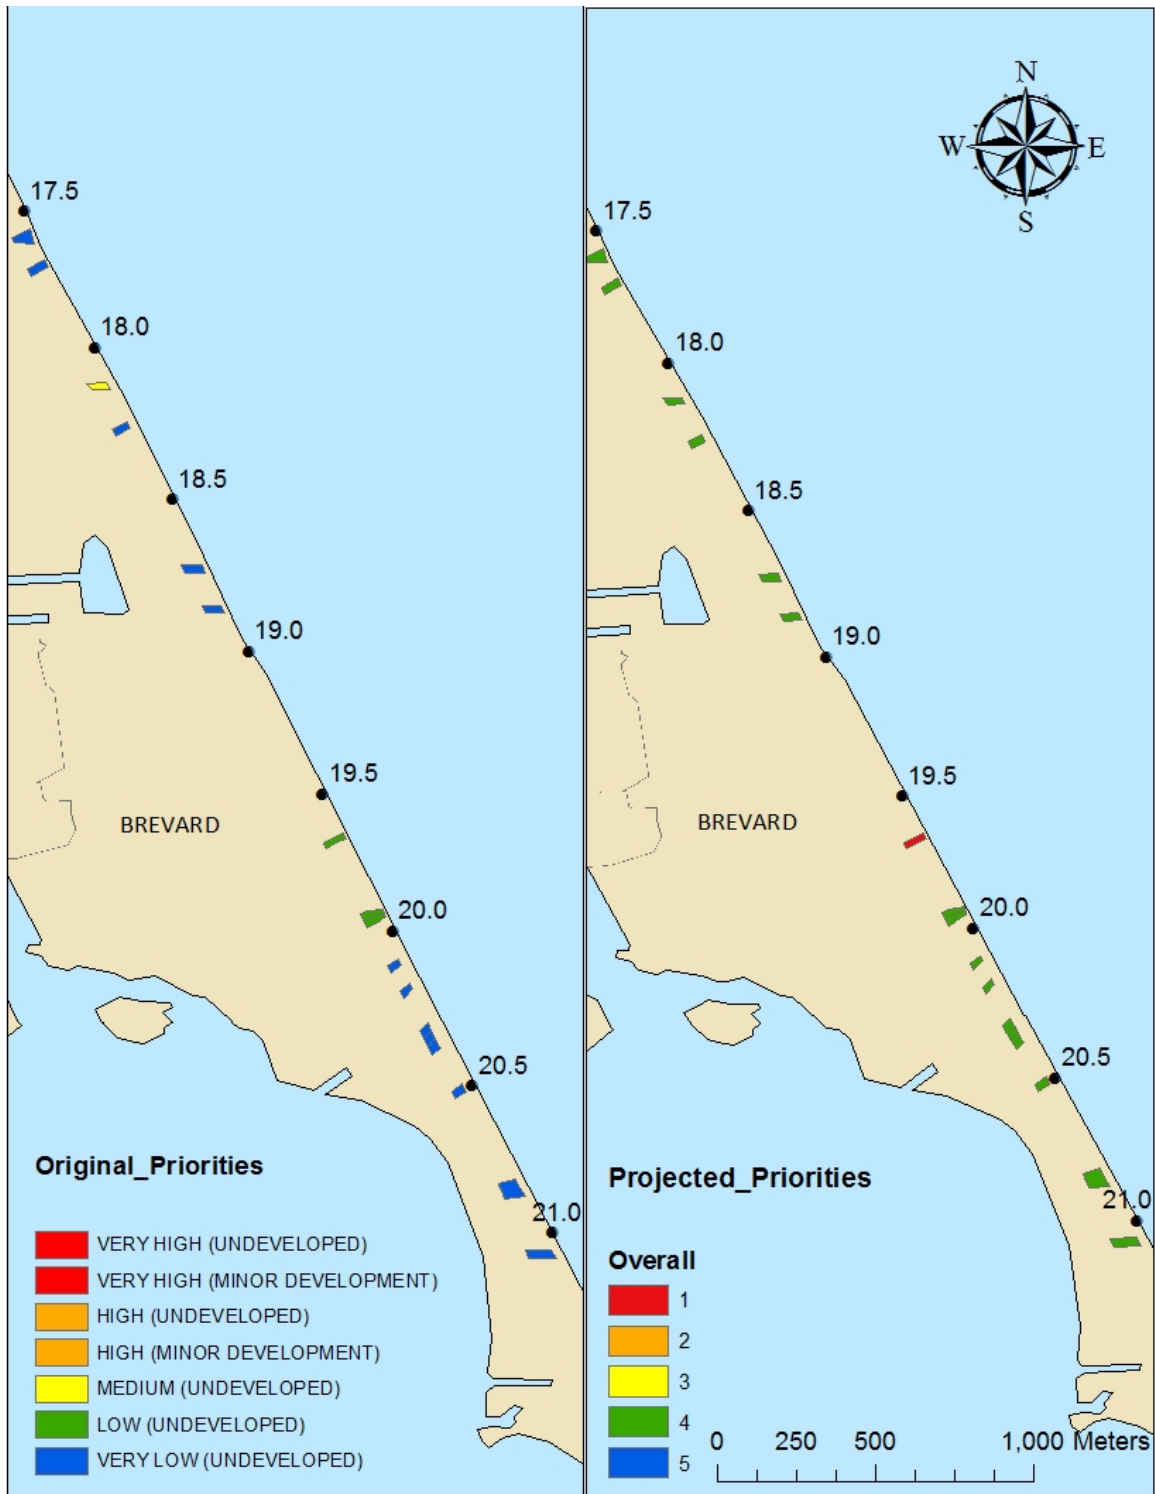 17.5
18.0
18.5
19.0
19.5
BREVARD
20.0
20.5
21.0
Original_Priorities
VERY HIGH (UNDEVELOPED)
VERY HIGH (MINOR DEVELOPMENT)
HIGH (UNDEVELOPED)
HIGH (MINOR DEVELOPMENT)
MEDIUM (UNDEVELOPED)
LOW (UNDEVELOPED)
VERY LOW (UNDEVELOPED)
N
W E
S
17.5
18.0
18.5
19.0
19.5
BREVARD
20.0
20.5
21.0
Projected_Priorities
Overall
1
2
3
4
5
0 250 500 1,000 Meters